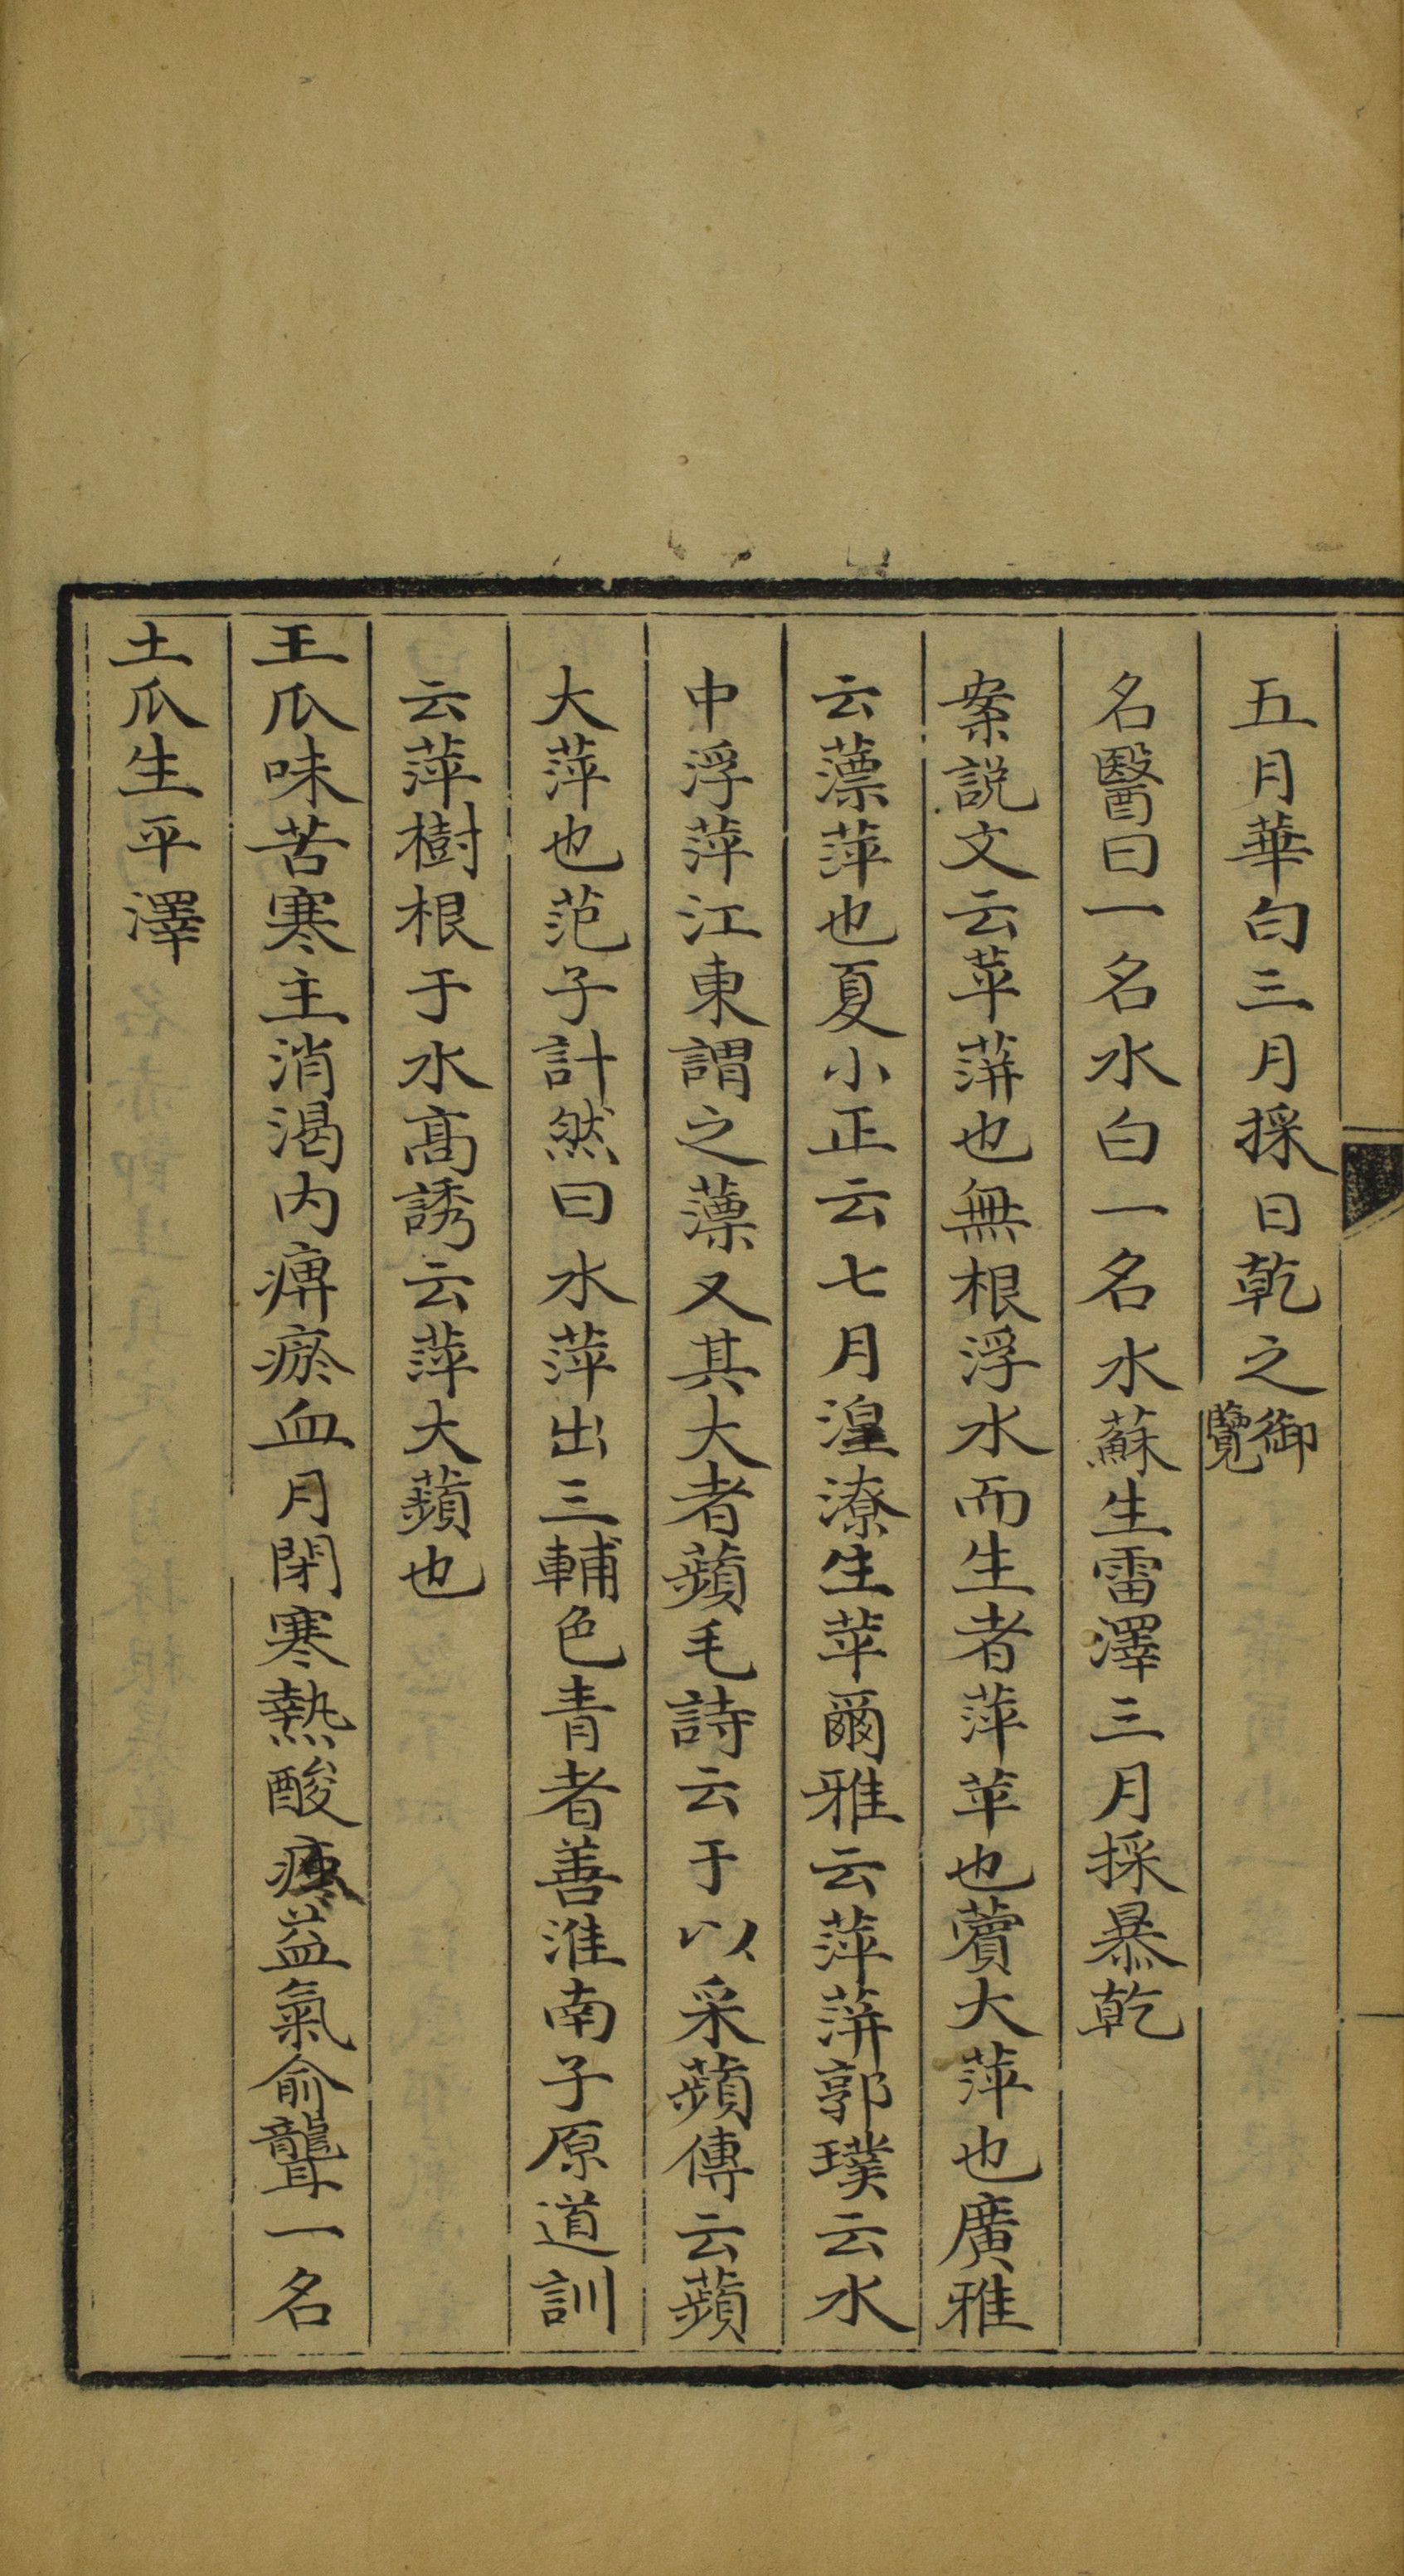 五月華白三月採日乾之御覽
名醫曰一名水白一名水蘇生雷澤三月採暴乾
案説文云苹蓱也無根浮水而生者萍苹也薲大萍也廣雅
云薸萍也夏小正云七月湟潦生苹爾雅云萍蓱郭璞云水
中浮萍江東謂之薸又其大者蘋毛詩云于以采蘋傳云蘋
大萍也范子計然曰水萍出三輔色青者善淮南子原道訓
云萍樹根于水高誘云萍大蘋也
王瓜味苦寒主消渴内痹瘀血月閉寒熱酸疼益氣俞聾一名
土瓜生平澤